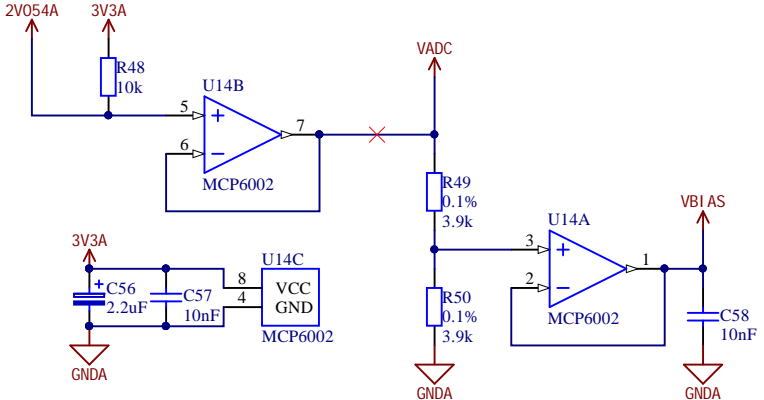 2V054A
3V3A
R48
10k
U14B
5
6
7
MCP6002
VADC
R49
0.1%
3.9k
U14A
3
2
1
MCP6002
VBIAS
3V3A
C56
2.2uF
C57
10nF
U14C
8
4
VCC
GND
MCP6002
GNDA
R50
0.1%
3.9k
GNDA
C58
10nF
GNDA